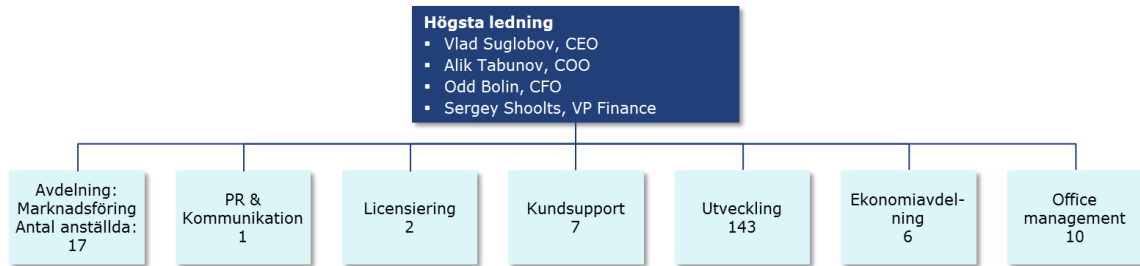 Högsta ledning
▪ Vlad Suglobov, CEO
▪ Alik Tabunov, COO
▪ Odd Bolin, CFO
▪ Sergey Shoolts, VP Finance
Avdelning:
Marknadsföring
Antal anställda:
17
PR &
Kommunikation
1
Licensiering
2
Kundsupport
7
Utveckling
143
Ekonomiavdel-
ning
6
Office
management
10